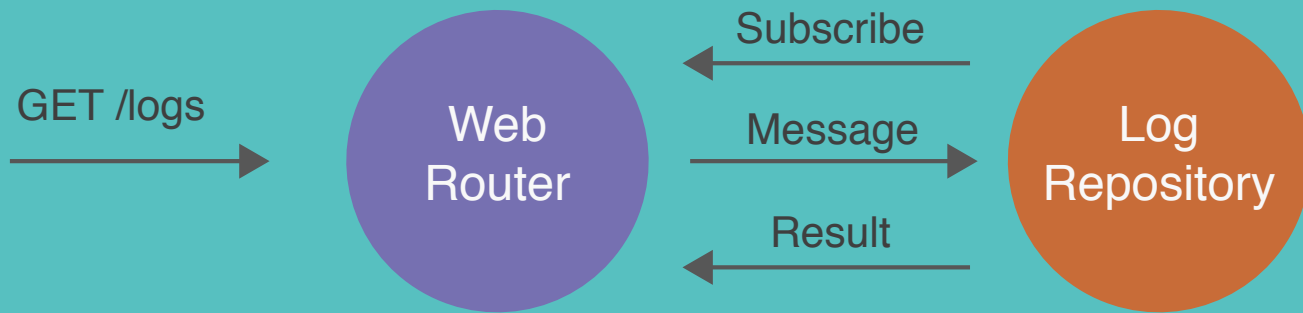 GET /logs
Web
Router
Subscribe
Message
Result
Log
Repository